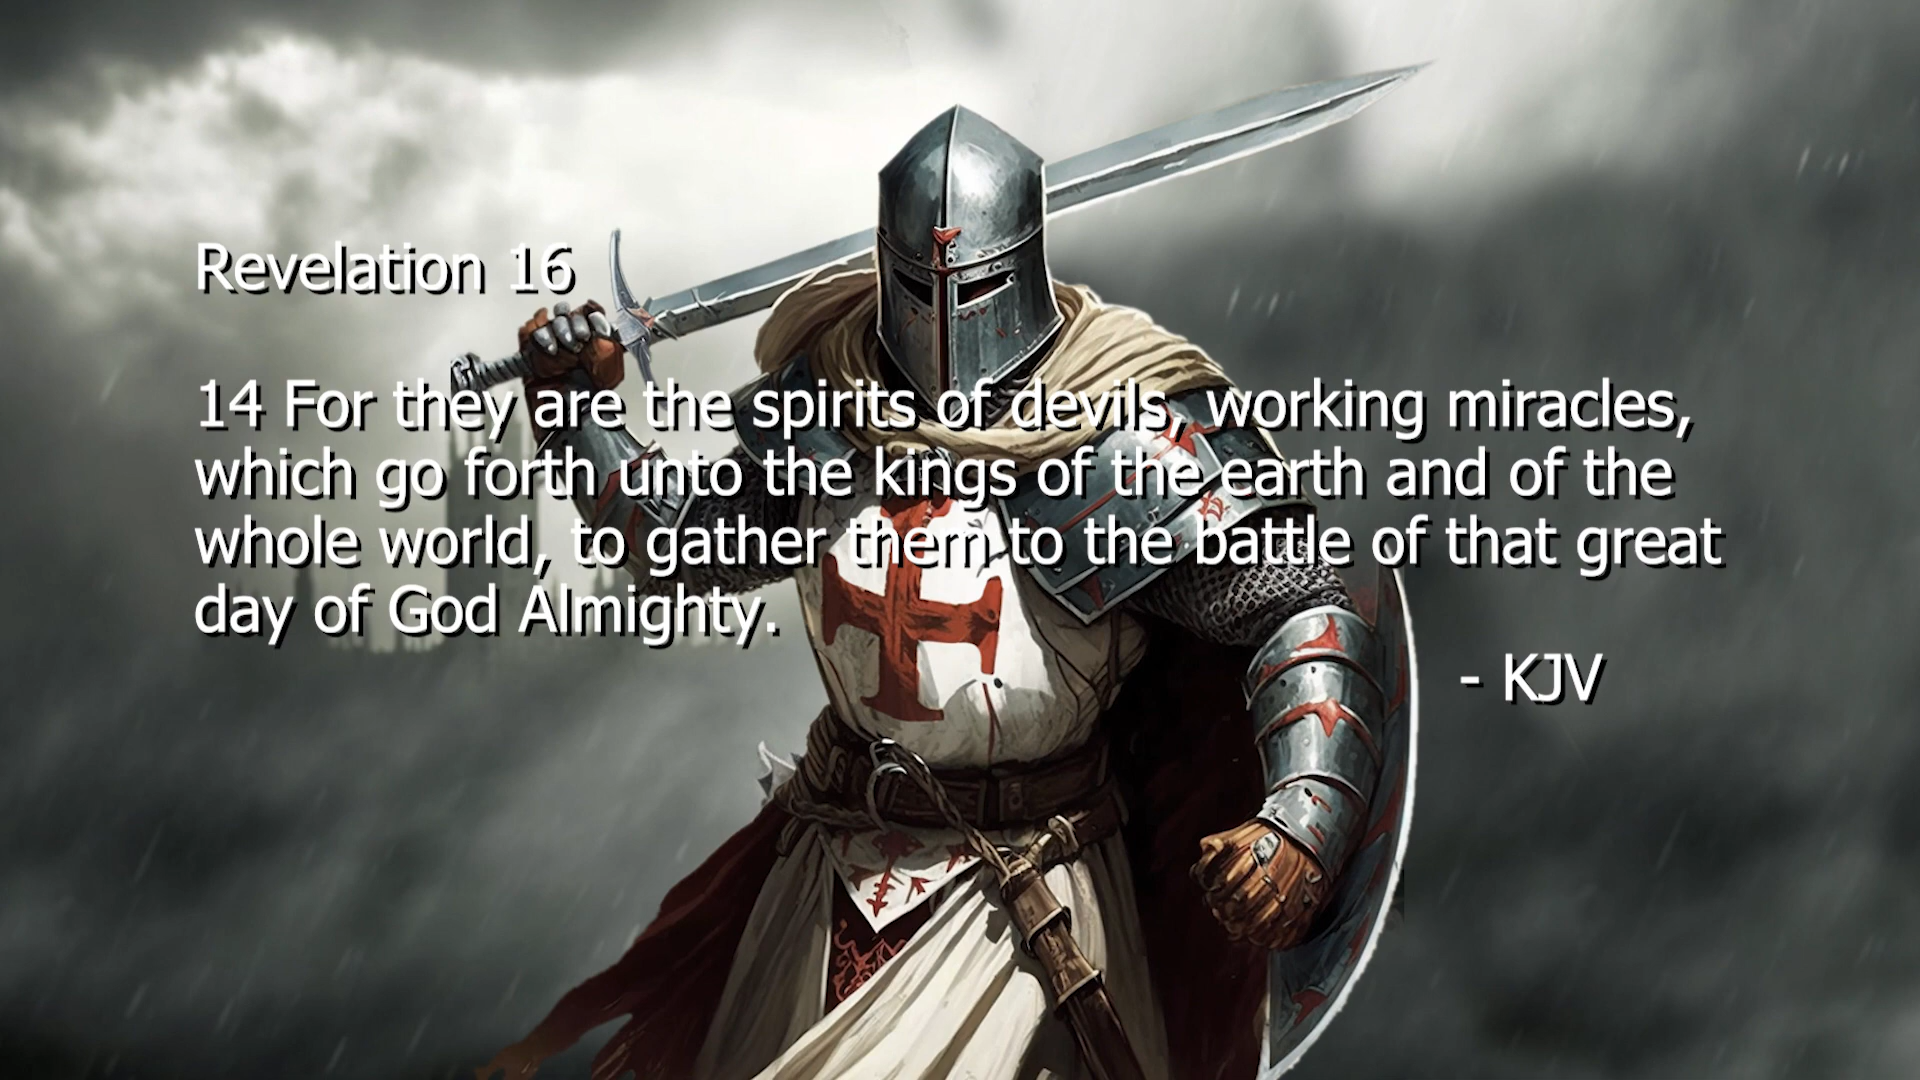 Revelation 16
14 For they are the spirits of devils, working miracles,
which go forth unto the kings of the earth and of the
whole world, to gather them to the battle of that great
day of God Almighty.
- KJV